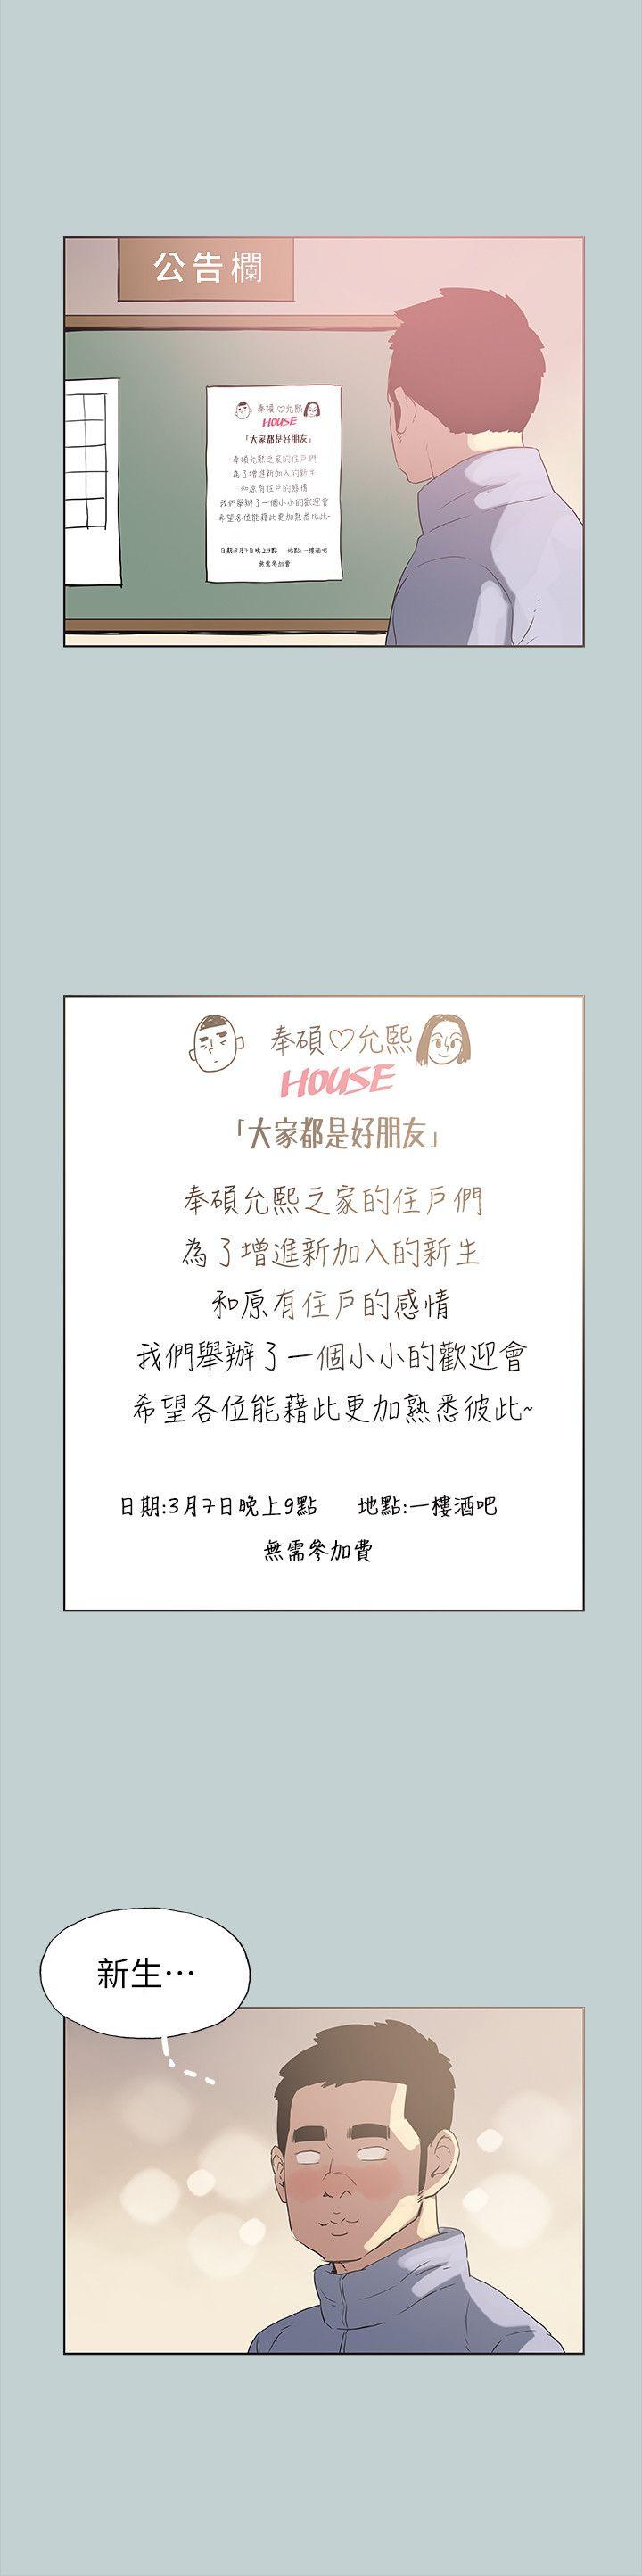 公告欄
奉碩♡允熙
HOUSE
「大家都是好朋友」
奉碩允熙之家的住戶們
為了增進新加入的新生
和原有住戶的感情
我們舉辦了一個小小的歡迎會
希望各位能藉此更加熟悉彼此~
日期:3月7日晚上9點 地點:一樓酒吧
無需參加費
奉碩♡允熙
HOUSE
「大家都是好朋友」
奉碩允熙之家的住戶們
為了增進新加入的新生
和原有住戶的感情
我們舉辦了一個小小的歡迎會
希望各位能藉此更加熟悉彼此~
日期:3月7日晚上9點 地點:一樓酒吧
無需參加費
新生⋯